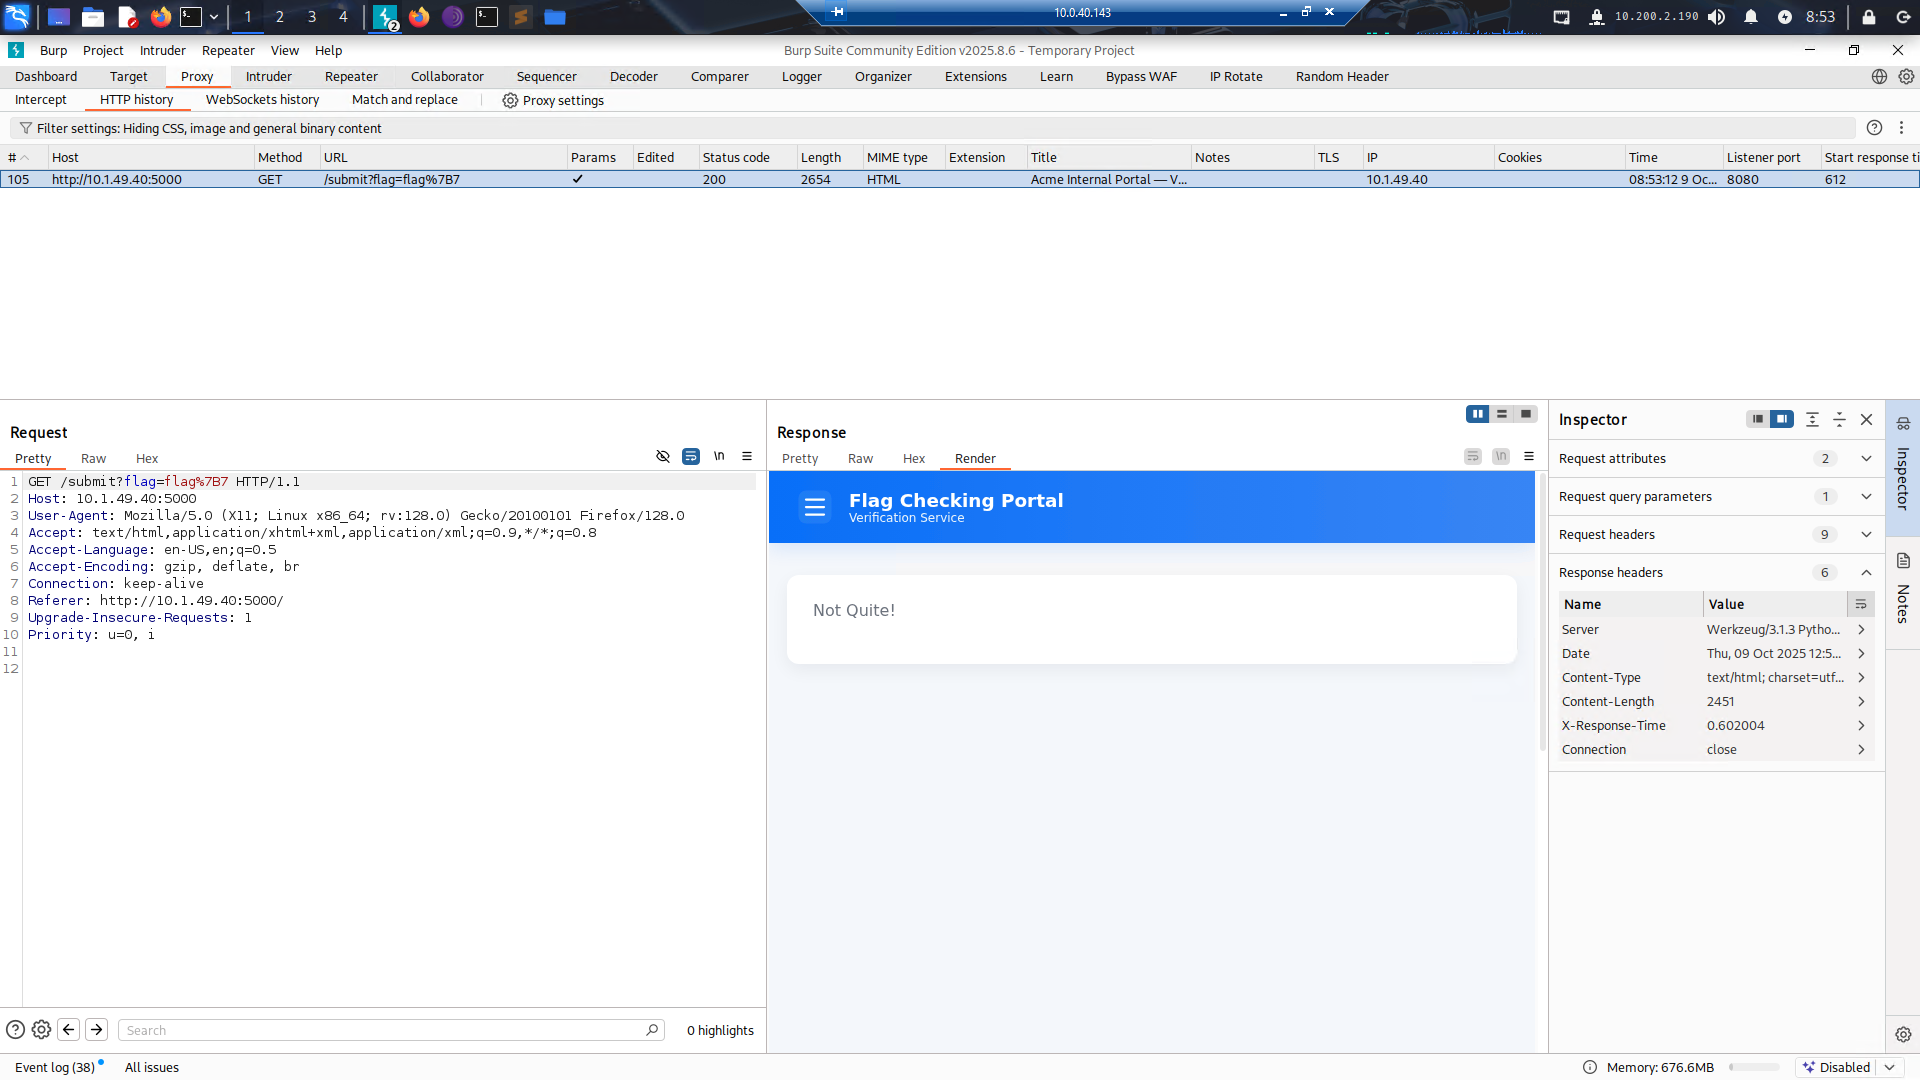 1 2 3 4
2
10.0.40.143
10.200.2.190
8:53
Burp Project Intruder Repeater View Help
Burp Suite Community Edition v2025.8.6 - Temporary Project
Dashboard Target Proxy Intruder Repeater Collaborator Sequencer Decoder Comparer Logger Organizer Extensions Learn Bypass WAF IP Rotate Random Header
Intercept HTTP history WebSockets history Match and replace Proxy settings
Filter settings: Hiding CSS, image and general binary content
# Host Method URL Params Edited Status code Length MIME type Extension Title Notes TLS IP Cookies Time Listener port Start response ti
105 http://10.1.49.40:5000 GET /submit?flag=flag%7B7 ✓ 200 2654 HTML Acme Internal Portal — V... 10.1.49.40 08:53:12 9 Oc... 8080 612
Request
Pretty Raw Hex
\n
1 GET /submit?flag=flag%7B7 HTTP/1.1
2 Host: 10.1.49.40:5000
3 User-Agent: Mozilla/5.0 (X11; Linux x86_64; rv:128.0) Gecko/20100101 Firefox/128.0
4 Accept: text/html,application/xhtml+xml,application/xml;q=0.9,*/*;q=0.8
5 Accept-Language: en-US,en;q=0.5
6 Accept-Encoding: gzip, deflate, br
7 Connection: keep-alive
8 Referer: http://10.1.49.40:5000/
9 Upgrade-Insecure-Requests: 1
10 Priority: u=0, i
11
12
Search
0 highlights
Response
Pretty Raw Hex Render
\n
Flag Checking Portal
Verification Service
Not Quite!
Inspector
Request attributes 2
Request query parameters 1
Request headers 9
Response headers 6
Name Value
Server Werkzeug/3.1.3 Pytho...
Date Thu, 09 Oct 2025 12:5...
Content-Type text/html; charset=utf...
Content-Length 2451
X-Response-Time 0.602004
Connection close
Inspector
Notes
Event log (38) All issues
Memory: 676.6MB
Disabled